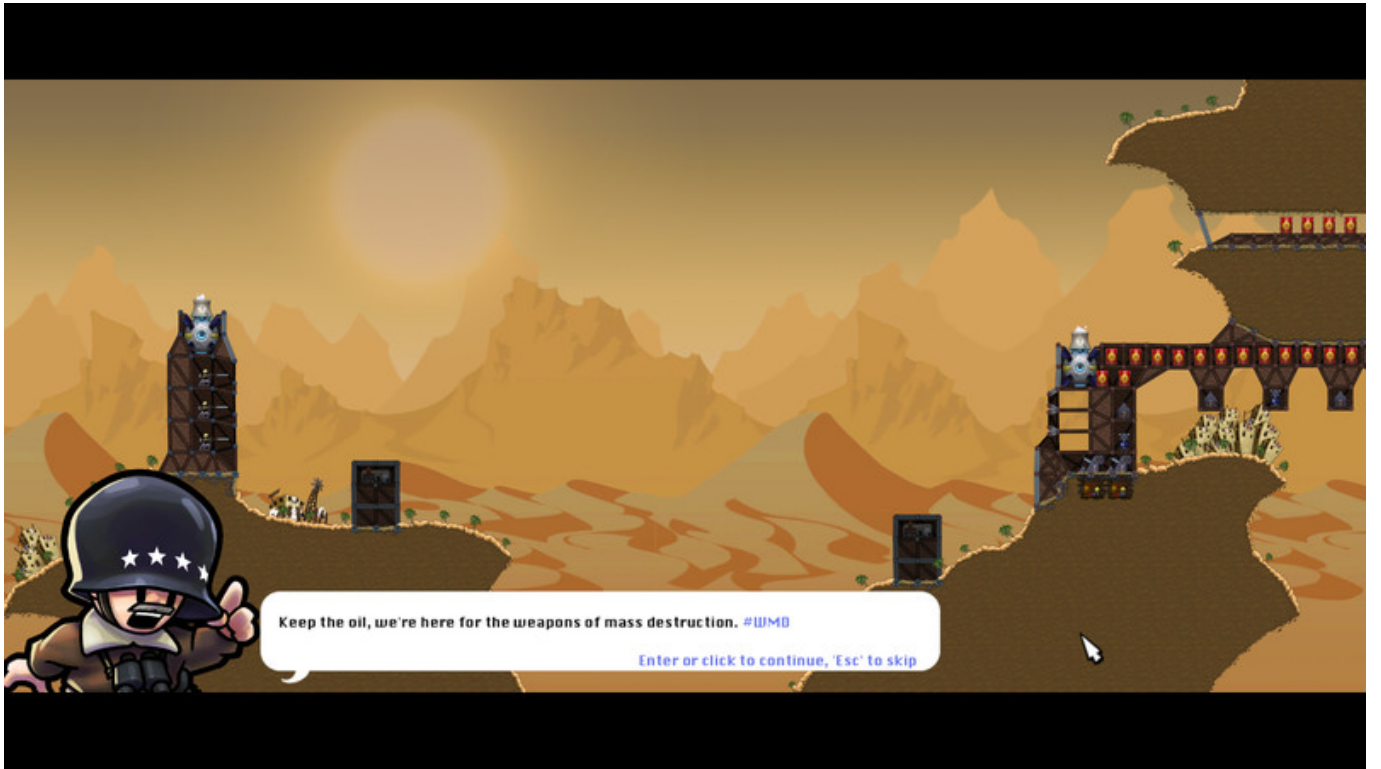 Keep the oil, we're here for the weapons of mass destruction. #WMD
Enter or click to continue, 'Esc' to skip